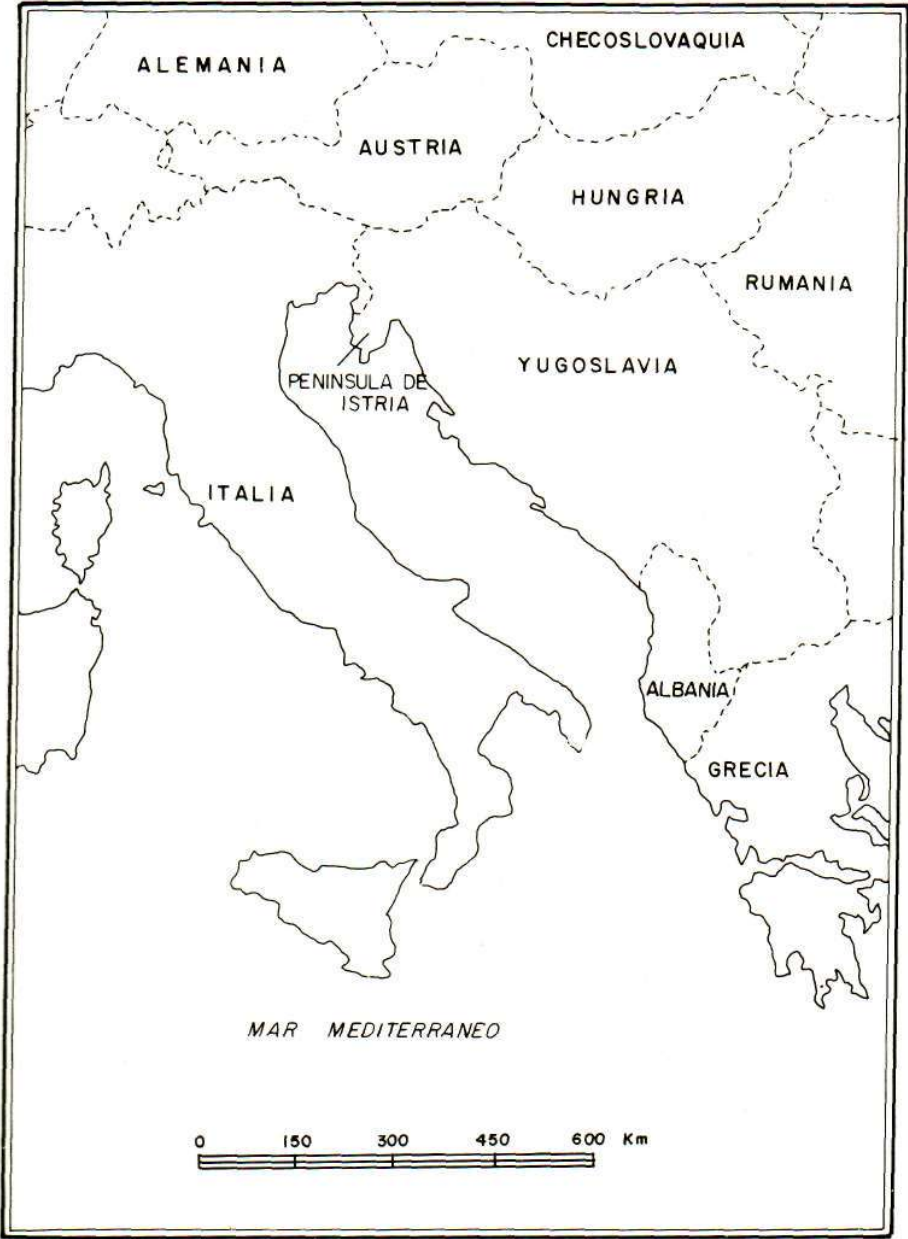 CHECOSLOVAQUIA
ALEMANIA
AUSTRIA
HUNGRIA
RUMANIA
YUGOSLAVIA
PENINSULA DE
ISTRIA
ITALIA
ALBANIA
GRECIA
MAR MEDITERRANEO
0 150 300 450 600 Km